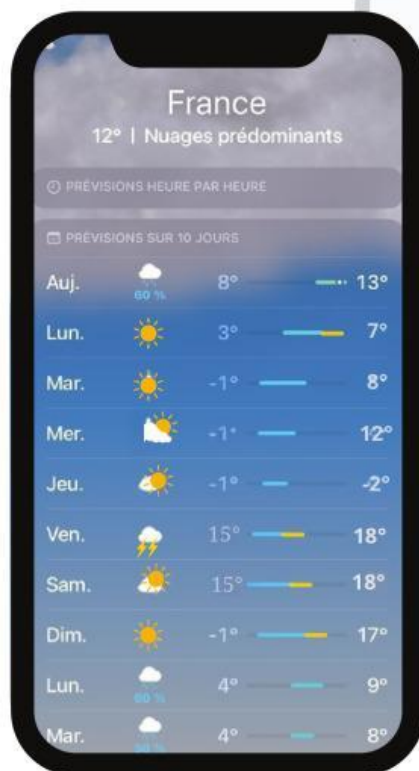 France
12° | Nuages prédominants
PRÉVISIONS HEURE PAR HEURE
PRÉVISIONS SUR 10 JOURS
Auj. 60 % 8° 13°
Lun. 3° 7°
Mar. -1° 8°
Mer. -1° 12°
Jeu. -1° -2°
Ven. 15° 18°
Sam. 15° 18°
Dim. -1° 17°
Lun. 60 % 4° 9°
Mar. 4° 8°